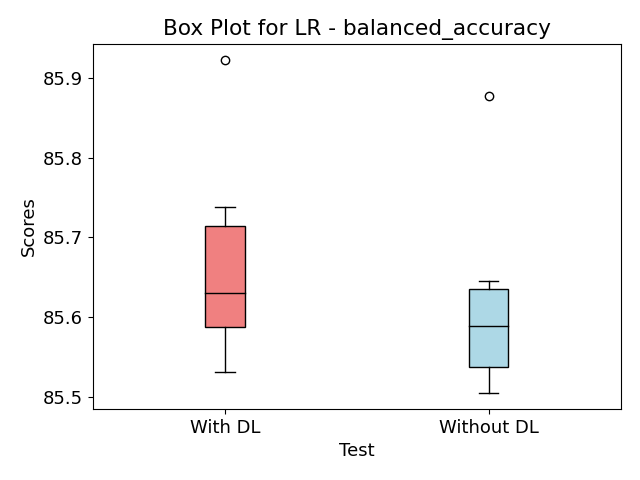 Box Plot for LR - balanced_accuracy
85.9
85.8
85.7
85.6
85.5
Scores
With DL
Without DL
Test